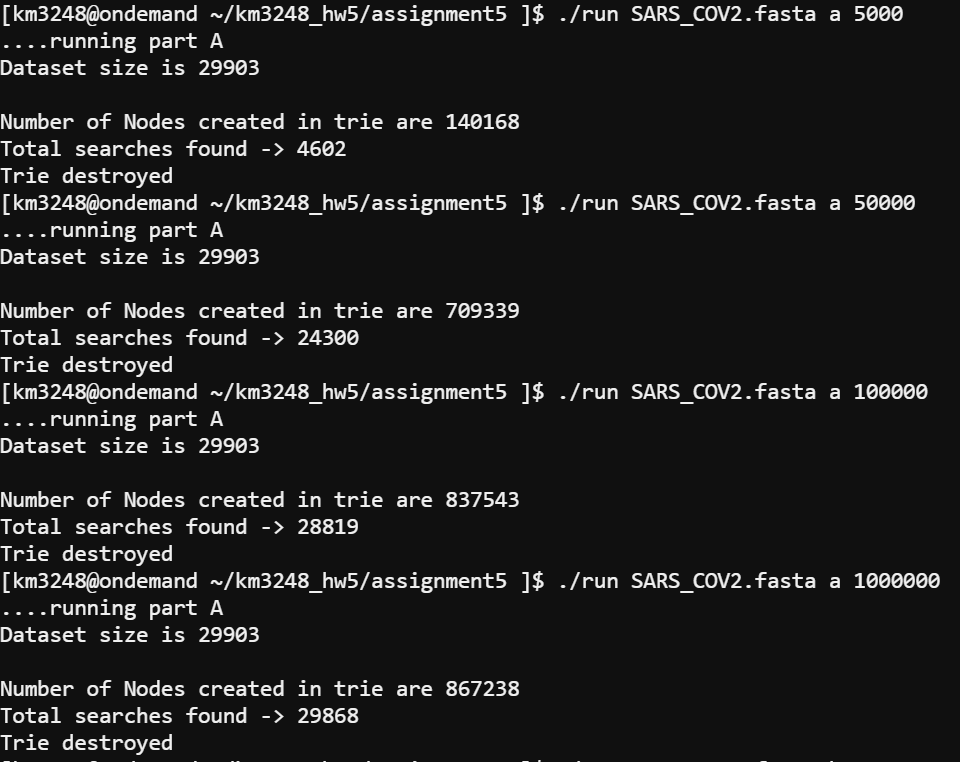 [km3248@ondemand ~/km3248_hw5/assignment5 ]$ ./run SARS_COV2.fasta a 5000
....running part A
Dataset size is 29903
Number of Nodes created in trie are 140168
Total searches found -> 4602
Trie destroyed
[km3248@ondemand ~/km3248_hw5/assignment5 ]$ ./run SARS_COV2.fasta a 50000
....running part A
Dataset size is 29903
Number of Nodes created in trie are 709339
Total searches found -> 24300
Trie destroyed
[km3248@ondemand ~/km3248_hw5/assignment5 ]$ ./run SARS_COV2.fasta a 100000
....running part A
Dataset size is 29903
Number of Nodes created in trie are 837543
Total searches found -> 28819
Trie destroyed
[km3248@ondemand ~/km3248_hw5/assignment5 ]$ ./run SARS_COV2.fasta a 1000000
....running part A
Dataset size is 29903
Number of Nodes created in trie are 867238
Total searches found -> 29868
Trie destroyed